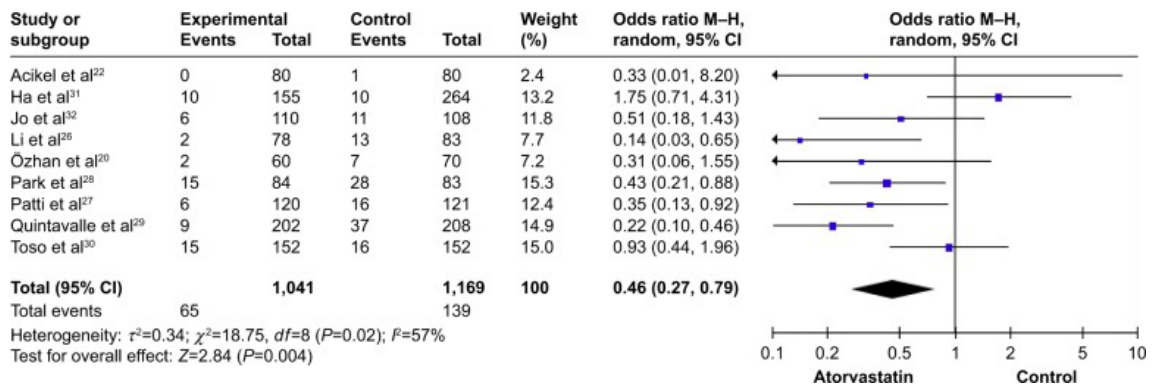 Study or subgroup Experimental Control Weight (%) Odds ratio M–H, random, 95% CI Odds ratio M–H, random, 95% CI
Events Total Events Total
Acikel et al22 0 80 1 80 2.4 0.33 (0.01, 8.20)
Ha et al31 10 155 10 264 13.2 1.75 (0.71, 4.31)
Jo et al32 6 110 11 108 11.8 0.51 (0.18, 1.43)
Li et al26 2 78 13 83 7.7 0.14 (0.03, 0.65)
Özhan et al20 2 60 7 70 7.2 0.31 (0.06, 1.55)
Park et al28 15 84 28 83 15.3 0.43 (0.21, 0.88)
Patti et al27 6 120 16 121 12.4 0.35 (0.13, 0.92)
Quintavalle et al29 9 202 37 208 14.9 0.22 (0.10, 0.46)
Toso et al30 15 152 16 152 15.0 0.93 (0.44, 1.96)
Total (95% CI) 1,041 1,169 100 0.46 (0.27, 0.79)
Total events 65 139
Heterogeneity: τ²=0.34; χ²=18.75, df=8 (P=0.02); I²=57%
Test for overall effect: Z=2.84 (P=0.004)
0.1 0.2 0.5 1 2 5 10
Atorvastatin Control